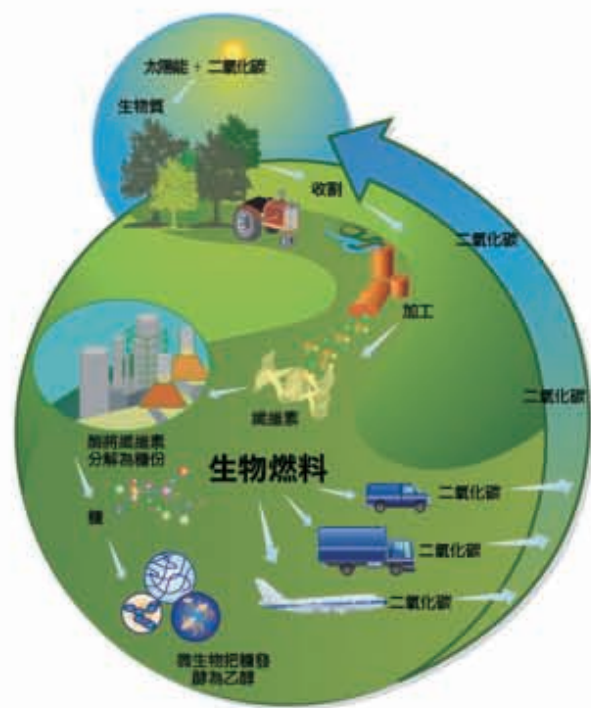 太陽能 + 二氧化碳
生物質
收割
二氧化碳
加工
二氧化碳
纖維素
酶將纖維素
分解為糖份
生物燃料
糖
二氧化碳
二氧化碳
二氧化碳
微生物把糖發
酵為乙醇